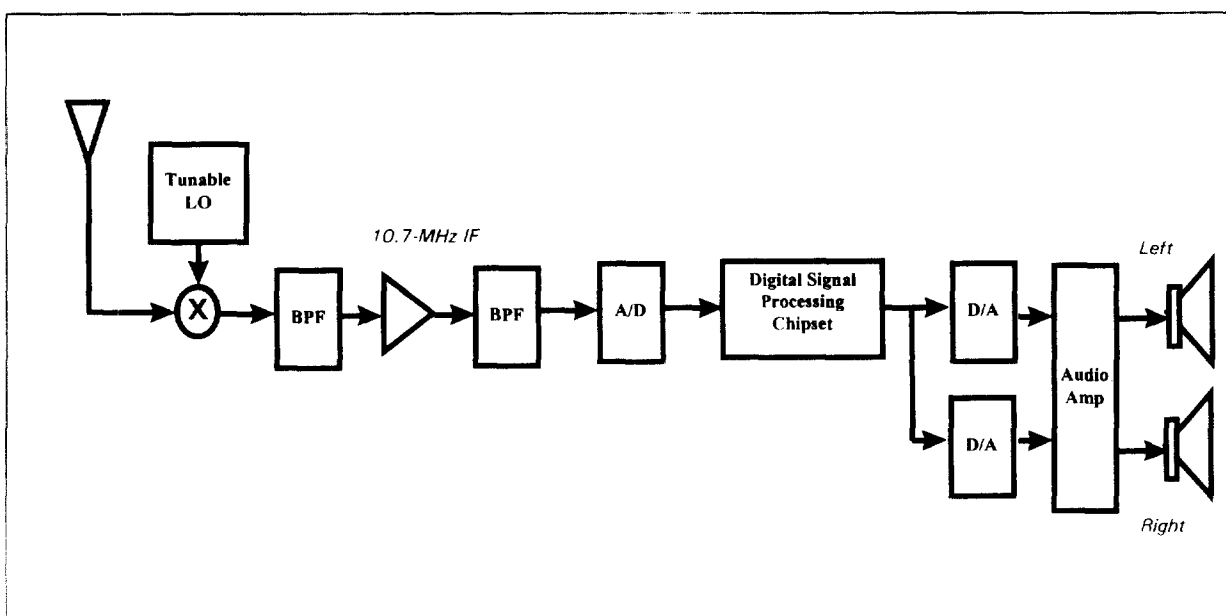 Tunable
LO
X
10.7-MHz IF
BPF
BPF
A/D
Digital Signal
Processing
Chipset
D/A
D/A
Audio
Amp
Left
Right